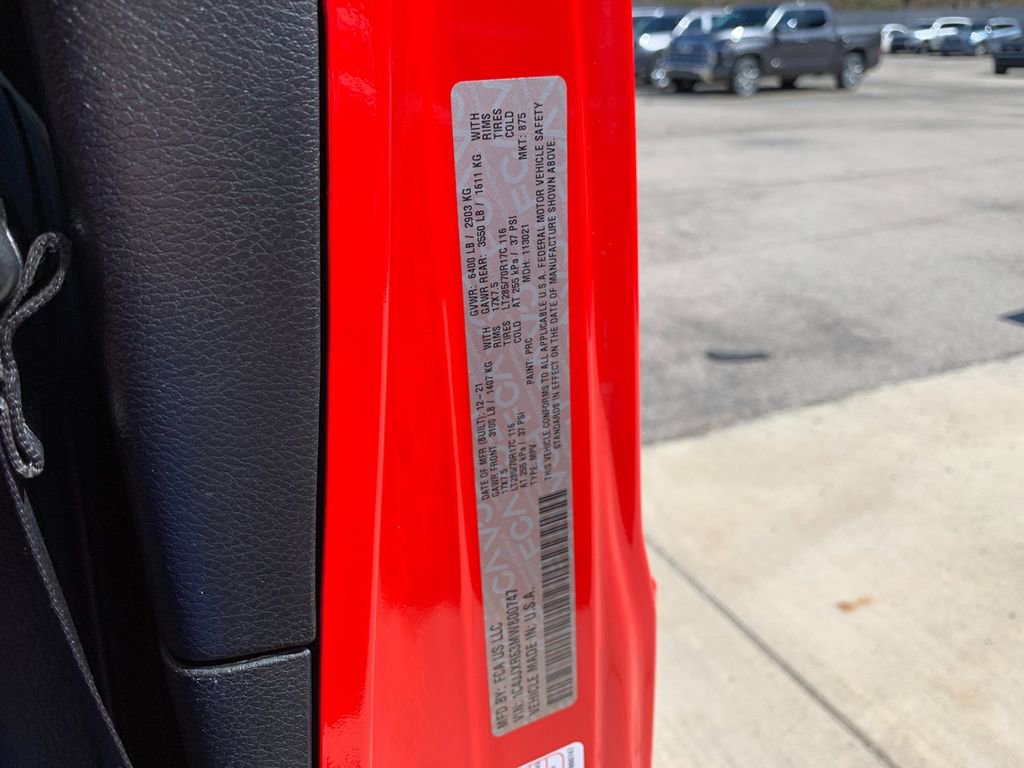 MFD BY: FCA US LLC
DATE OF MFR (BUILT): 12-21
GVWR: 6400 LB / 2903 KG
GAWR FRONT: 3100 LB / 1407 KG WITH
GAWR REAR: 3550 LB / 1611 KG WITH
17X7.5 RIMS
17X7.5 RIMS
LT285/70R17C 116 TIRES
LT285/70R17C 116 TIRES
AT 255 kPa / 37 PSI COLD
AT 255 kPa / 37 PSI COLD
VIN: 1C4JJXR63MW800747
TYPE: MPV PAINT: PRC MDH: 113021 MKT: 875
VEHICLE MADE IN: U.S.A.
THIS VEHICLE CONFORMS TO ALL APPLICABLE U.S.A. FEDERAL MOTOR VEHICLE SAFETY
STANDARDS IN EFFECT ON THE DATE OF MANUFACTURE SHOWN ABOVE.